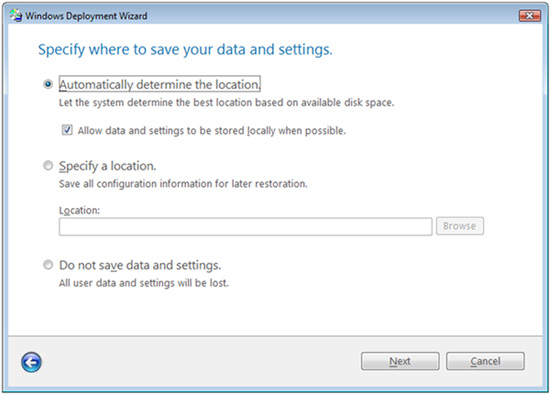 Windows Deployment Wizard
Specify where to save your data and settings.
Automatically determine the location.
Let the system determine the best location based on available disk space.
Allow data and settings to be stored locally when possible.
Specify a location.
Save all configuration information for later restoration.
Location:
Browse
Do not save data and settings.
All user data and settings will be lost.
Next Cancel